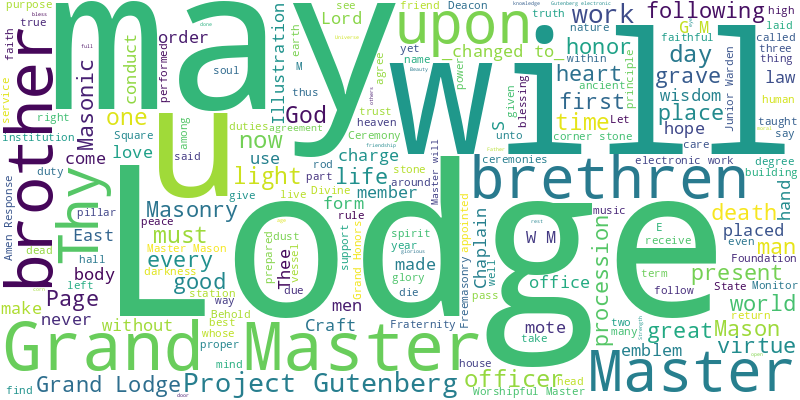 may
will
Lodge
brother
u
upon
brethren
Grand Master
Master
work
following
changed to
honor
G M
faithful
laid
high
called
three
thing
law
day
grave
heart
first
place
wisdom
time
hope
Let
taught
say
Junior Warden
human
ancient
principle
truth
nature
within
friend
Deacon
knowledge
Gutenberg electronic
purpose
bless
true
faith
service
order
conduct
performed
Masonic
Illustration
Lord
see
earth
M
thus
soul
God
agree
yet
name
power
others
Universe
Beauty
done
full
right
institution
Square
among
duties
agreement
trust
heaven
Ceremony
one
now
said
use
charge
rod
stone
part
around
Master will
blessing
given
unto
S
corner stone
ceremonies
care
electronic work
degree
building
duty
love
come
Thy
light
life
Divine
member
live
give
form
rule
Amen Response
pillar
peace
Masonry
East
must
hall
Master Mason
dead
body
darkness
every
good
station
left
Page
never
make
without
way
Behold
best
whose
proper
Craft
mind
find
Grand Lodge
Project Gutenberg
door
men
Fraternity
Grand Honors
prepared
dust
vessel
Thee
due
support
spirit
year
glorious
glory
made
die
house
Freemasonry
appointed
Chaplain
well
pass
office
officer
head
Worshipful Master
W M
mote
take
rest
E
receive
music
procession
many
two
term
follow
State
Monitor
Foundation
even
placed
death
man
hand
present
world
return
great
Mason
virtue
emblem
Strength
friendship
Father